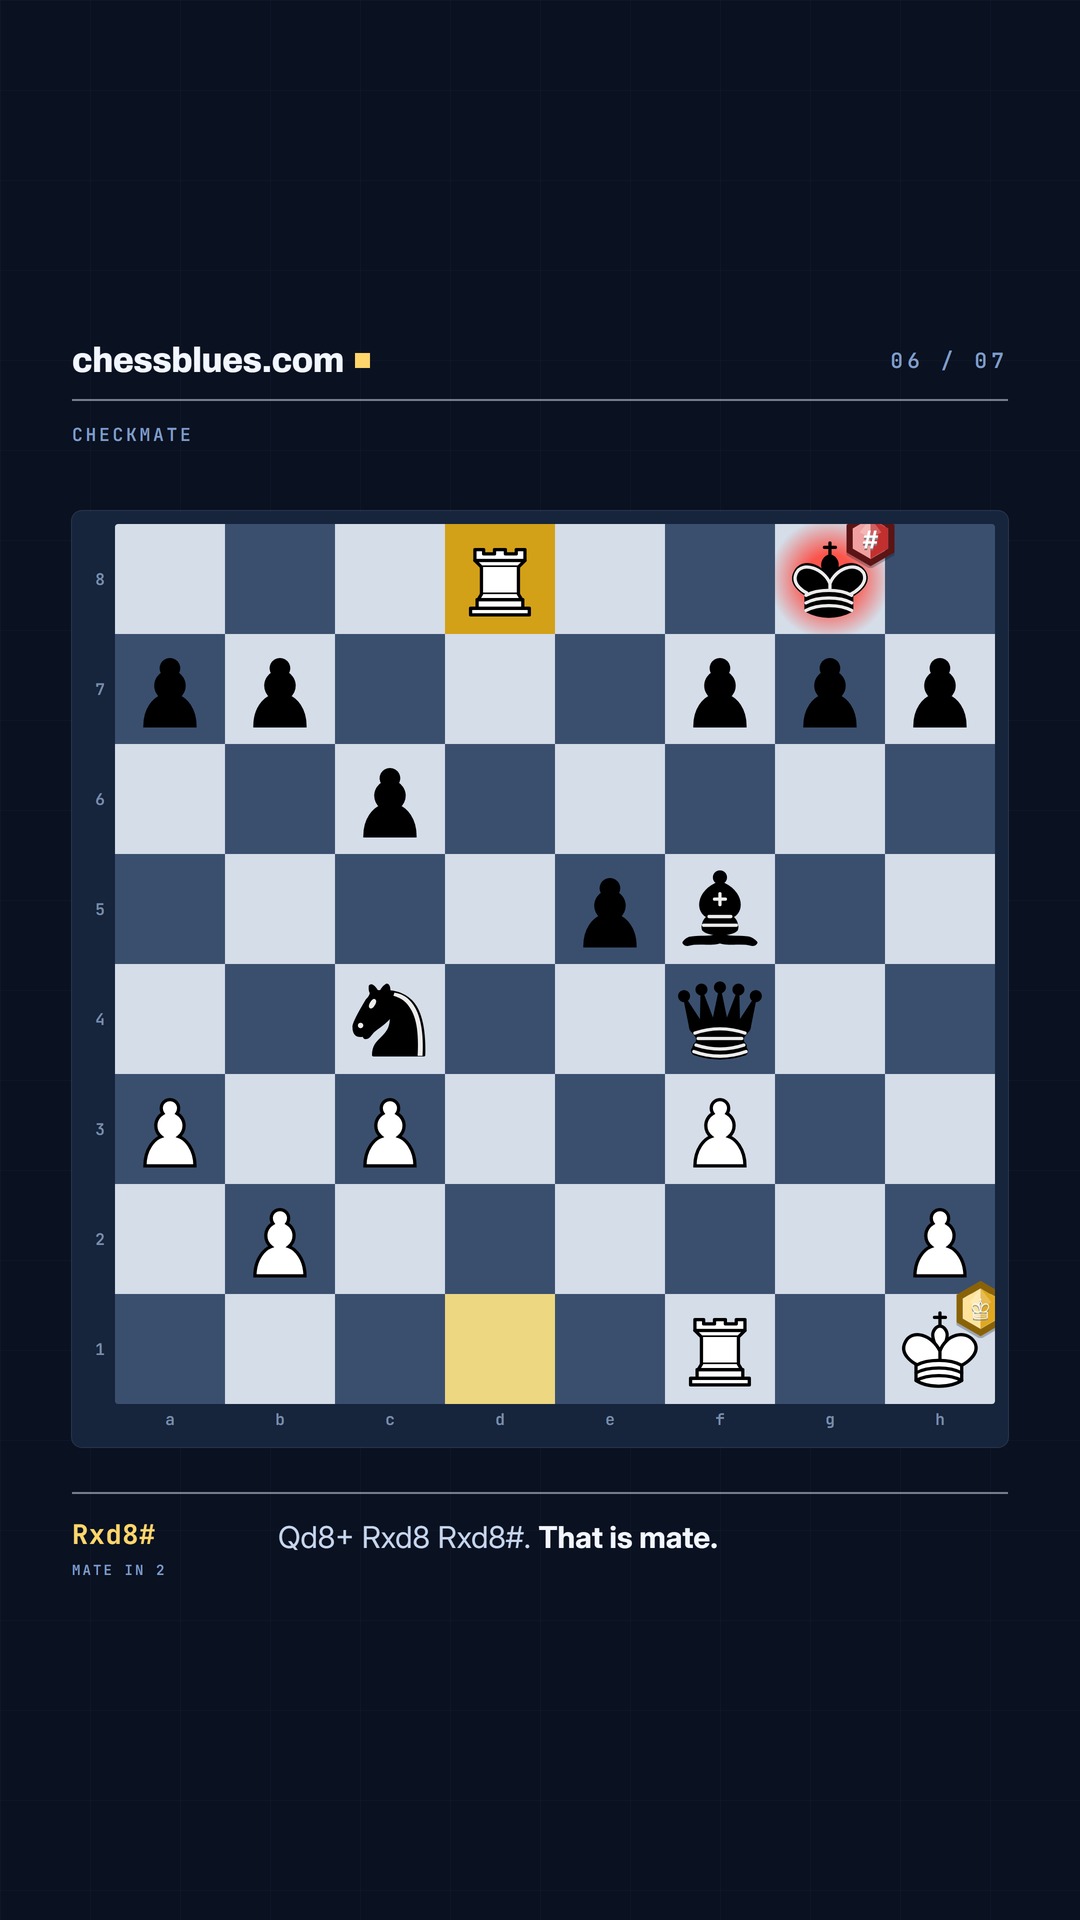 chessblues.com
06 / 07
CHECKMATE
#
8
7
6
5
4
3
2
1
a b c d e f g h
Rxd8#
Qd8+ Rxd8 Rxd8#. That is mate.
MATE IN 2